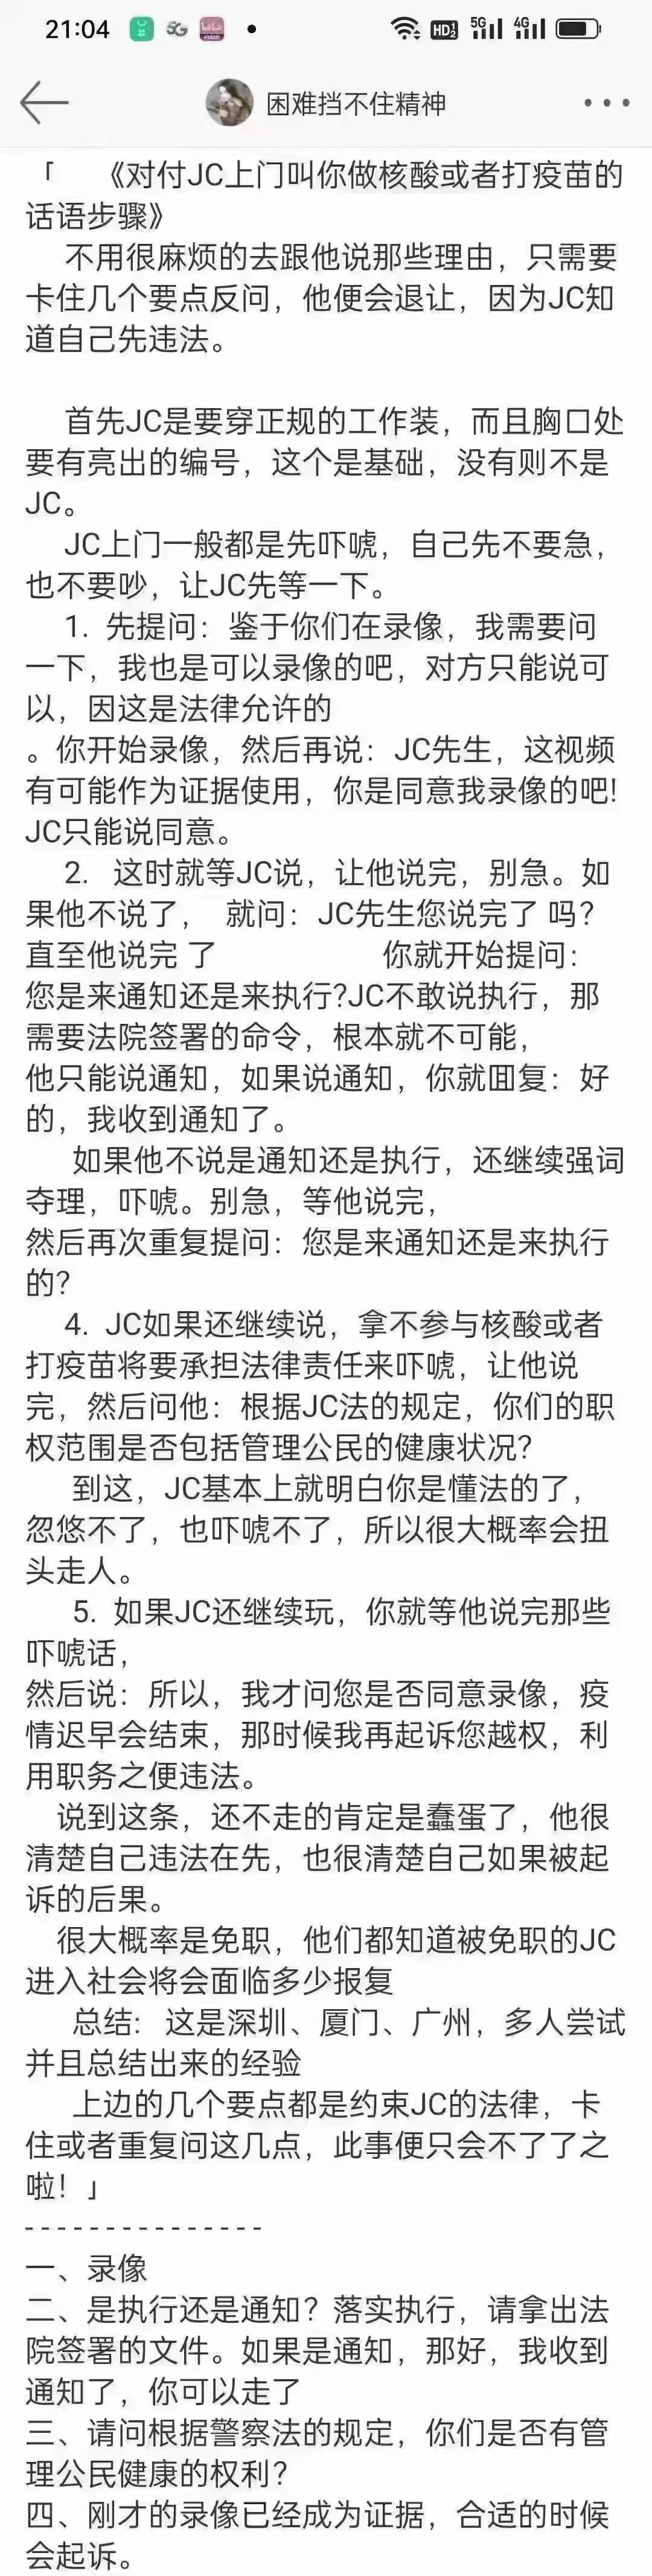 21:04
5G
HD
5G
4G
困难挡不住精神
「 《对付JC上门叫你做核酸或者打疫苗的
话语步骤》
不用很麻烦的去跟他说那些理由，只需要
卡住几个要点反问，他便会退让，因为JC知
道自己先违法。
首先JC是要穿正规的工作装，而且胸口处
要有亮出的编号，这个是基础，没有则不是
JC。
JC上门一般都是先吓唬，自己先不要急，
也不要吵，让JC先等一下。
1. 先提问：鉴于你们在录像，我需要问
一下，我也是可以录像的吧，对方只能说可
以，因这是法律允许的
。你开始录像，然后再说：JC先生，这视频
有可能作为证据使用，你是同意我录像的吧!
JC只能说同意。
2. 这时就等JC说，让他说完，别急。如
果他不说了， 就问：JC先生您说完了 吗?
直至他说完 了 你就开始提问：
您是来通知还是来执行?JC不敢说执行，那
需要法院签署的命令，根本就不可能，
他只能说通知，如果说通知，你就囬复：好
的，我收到通知了。
如果他不说是通知还是执行，还继续强词
夺理，吓唬。别急，等他说完，
然后再次重复提问：您是来通知还是来执行
的?
4. JC如果还继续说，拿不参与核酸或者
打疫苗将要承担法律责任来吓唬，让他说
完，然后问他：根据JC法的规定，你们的职
权范围是否包括管理公民的健康状况?
到这，JC基本上就明白你是懂法的了，
忽悠不了，也吓唬不了，所以很大概率会扭
头走人。
5. 如果JC还继续玩，你就等他说完那些
吓唬话，
然后说：所以，我才问您是否同意录像，疫
情迟早会结束，那时候我再起诉您越权，利
用职务之便违法。
说到这条，还不走的肯定是蠢蛋了，他很
清楚自己违法在先，也很清楚自己如果被起
诉的后果。
很大概率是免职，他们都知道被免职的JC
进入社会将会面临多少报复
总结：这是深圳、厦门、广州，多人尝试
并且总结出来的经验
上边的几个要点都是约束JC的法律，卡
住或者重复问这几点，此事便只会不了了之
啦！」
---------------
一、录像
二、是执行还是通知？落实执行，请拿出法
院签署的文件。如果是通知，那好，我收到
通知了，你可以走了
三、请问根据警察法的规定，你们是否有管
理公民健康的权利?
四、刚才的录像已经成为证据，合适的时候
会起诉。